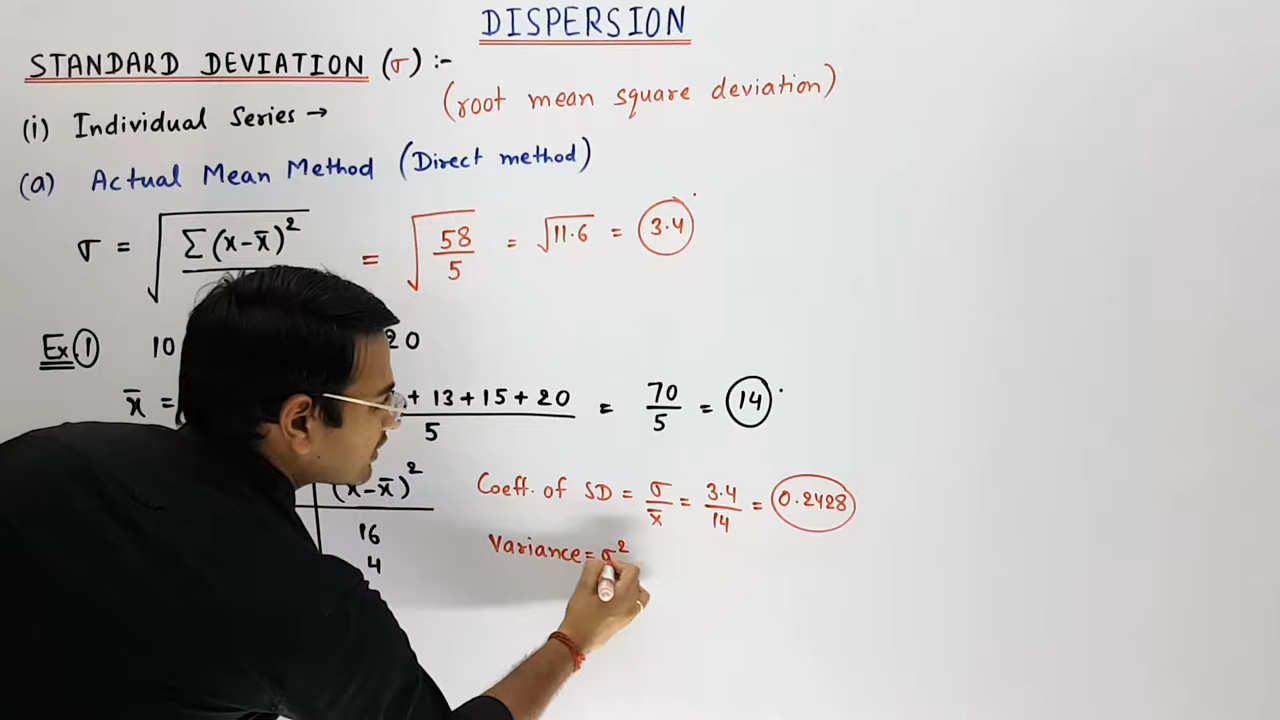 DISPERSION
STANDARD DEVIATION (σ) :-
(root mean square deviation)
(i) Individual Series →
(a) Actual Mean Method (Direct method)
σ = √ Σ(x-x̄)² = √ 58/5 = √11.6 = 3.4
Ex.1 10 20
x̄ = + 13 + 15 + 20 / 5 = 70/5 = 14
(x-x̄)²
16
4
Coeff. of SD = σ/x̄ = 3.4/14 = 0.2428
Variance = σ²